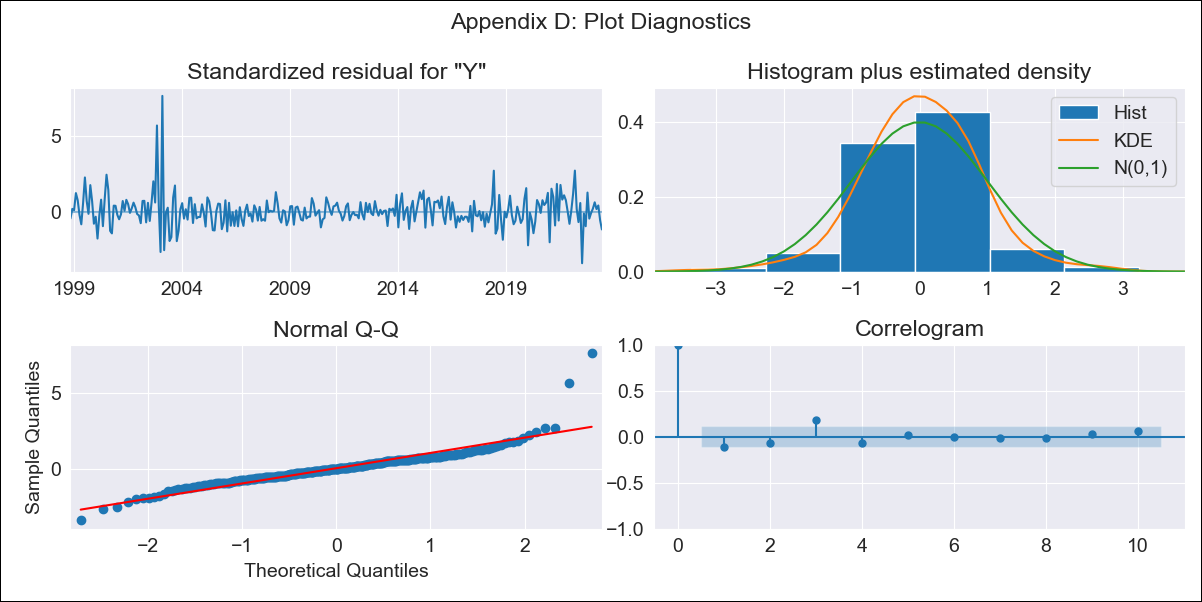 Appendix D: Plot Diagnostics
Standardized residual for "Y"
5
0
1999 2004 2009 2014 2019
Histogram plus estimated density
0.4
0.2
0.0
−3 −2 −1 0 1 2 3
Hist
KDE
N(0,1)
Normal Q-Q
Sample Quantiles
5
0
−2 −1 0 1 2
Theoretical Quantiles
Correlogram
1.0
0.5
0.0
−0.5
−1.0
0 2 4 6 8 10